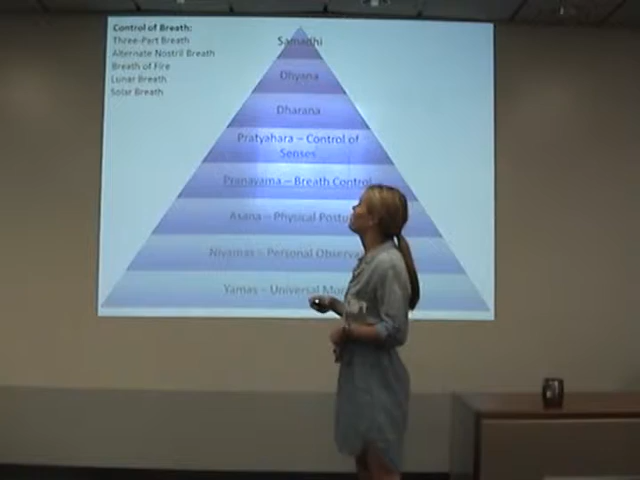 Control of Breath:
Three-Part Breath
Alternate Nostril Breath
Breath of Fire
Lunar Breath
Solar Breath
Samadhi
Dhyana
Dharana
Pratyahara – Control of
Senses
Pranayama – Breath Control
Asana – Physical
Niyamas – Personal
Yamas – Universal